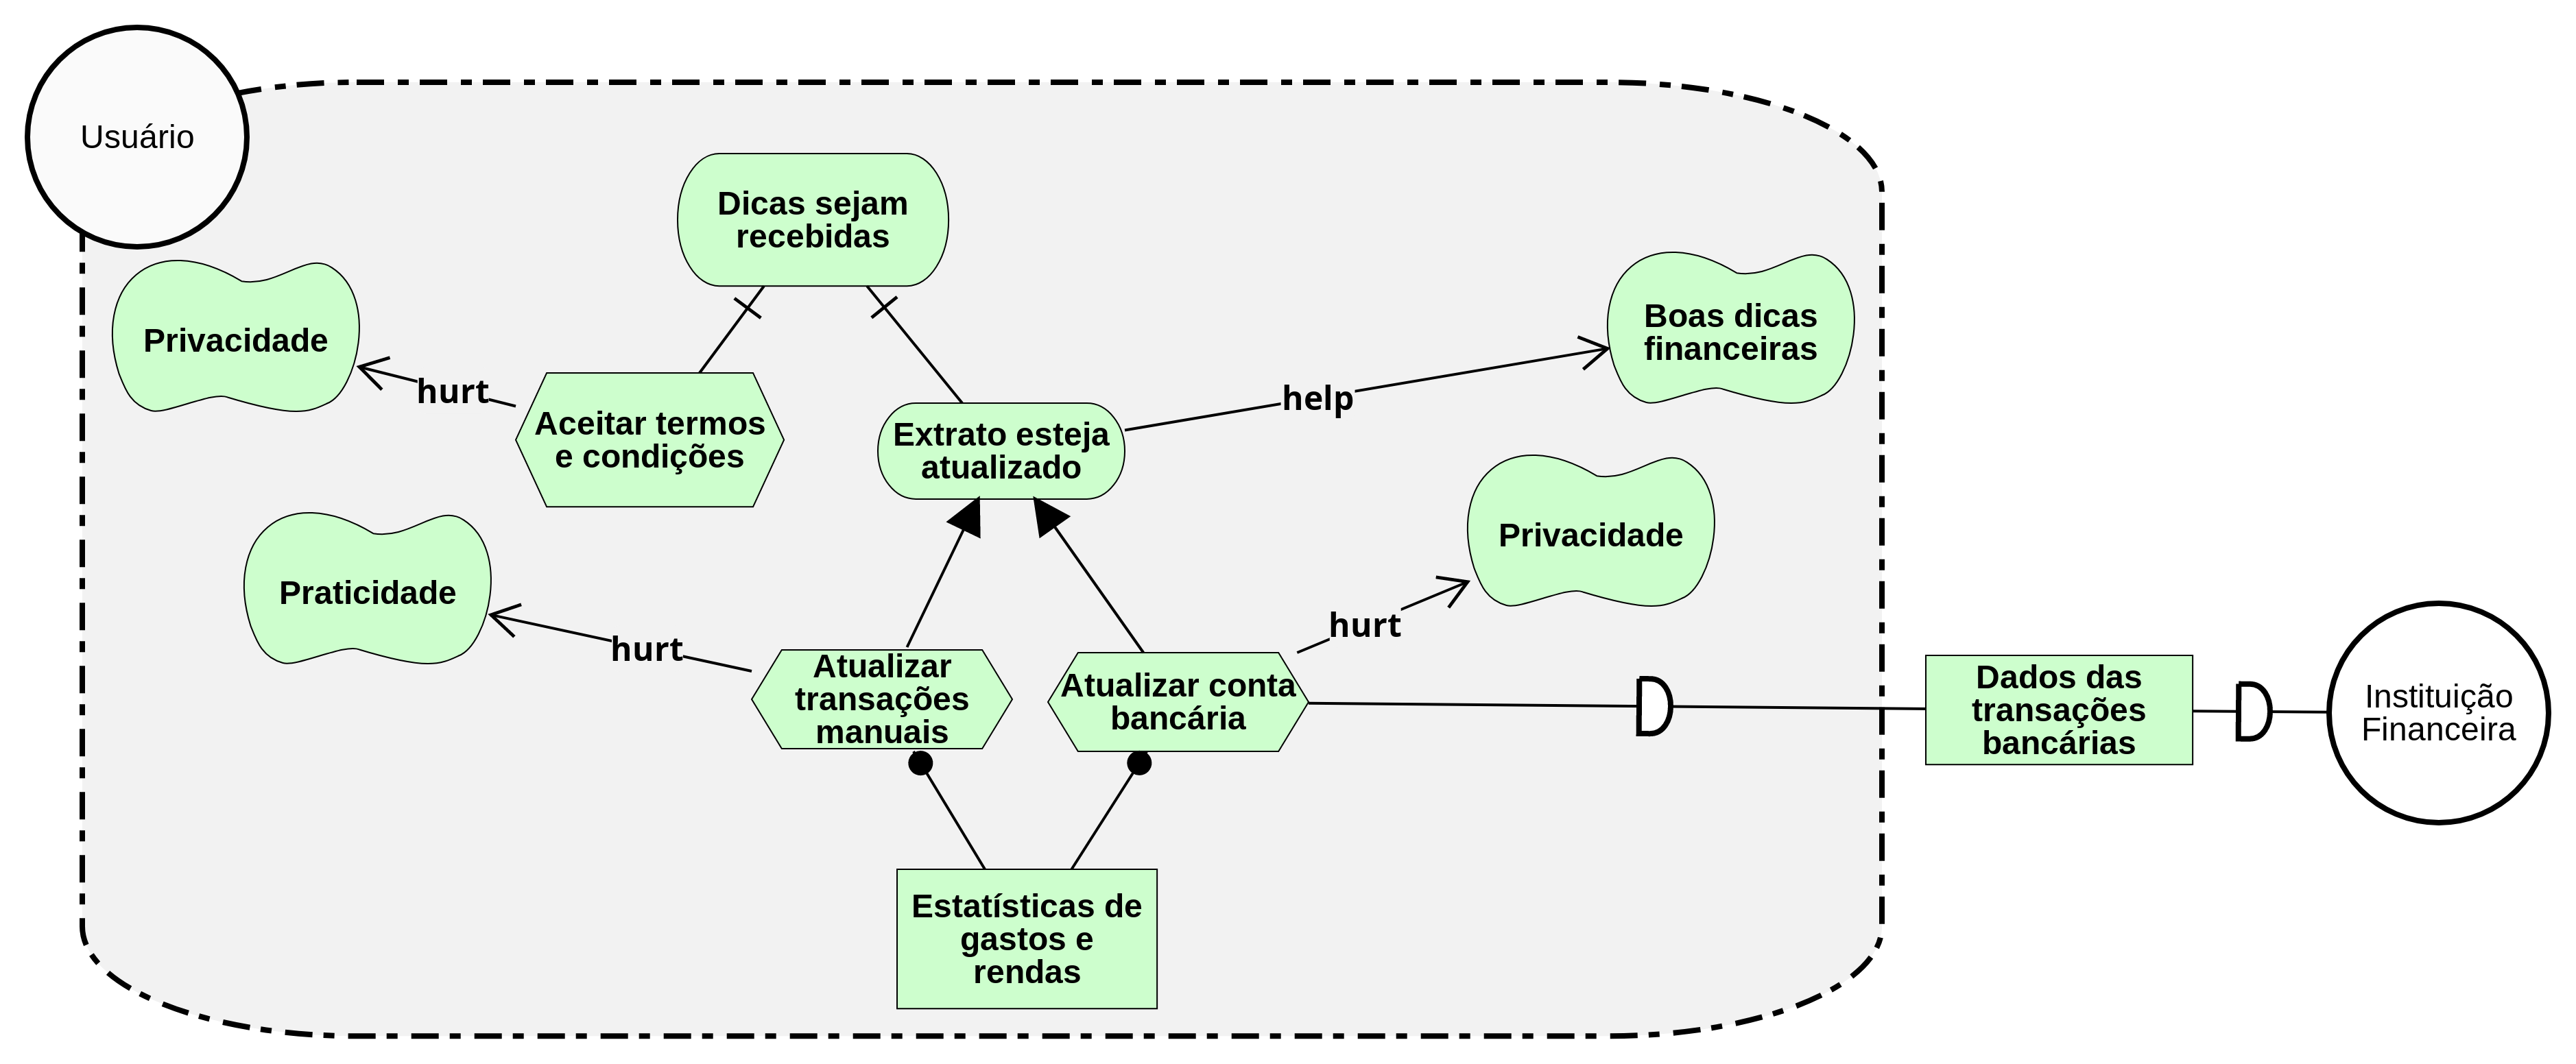 Usuário
Dicas sejam
recebidas
Privacidade
hurt
Aceitar termos
e condições
Extrato esteja
atualizado
help
Boas dicas
financeiras
Praticidade
hurt
Privacidade
hurt
Atualizar
transações
manuais
Atualizar conta
bancária
Dados das
transações
bancárias
Instituição
Financeira
Estatísticas de
gastos e
rendas